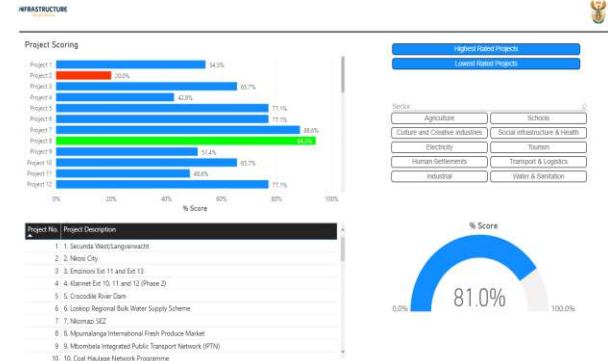 INFRASTRUCTURE
Project Scoring
Highest Rated Projects
Lowest Rated Projects
Project 1 54.3%
Project 2 20.0%
Project 3 65.7%
Project 4 42.9%
Project 5 77.1%
Project 6 77.1%
Project 7 88.6%
Project 8
Project 9 51.4%
Project 10 65.7%
Project 11 48.6%
Project 12 77.1%
0% 20% 40% 60% 80% 100%
% Score
Sector
Agriculture Schools
Culture and Creative industries Social infrastructure & Health
Electricity Tourism
Human Settlements Transport & Logistics
Industrial Water & Sanitation
Project No. Project Description
1 1. Secunda West/Langverwacht
2 2. Nkosi City
3 3. Emzinoni Ext 11 and Ext 13
4 4. Klarinet Ext 10, 11 and 12 (Phase 2)
5 5. Crocodile River Dam
6 6. Loskop Regional Bulk Water Supply Scheme
7 7. Nkomazi SEZ
8 8. Mpumalanga International Fresh Produce Market
9 9. Mbombela Integrated Public Transport Network (IPTN)
10 10. Coal Haulage Network Programme
% Score
81.0%
0.0% 100.0%